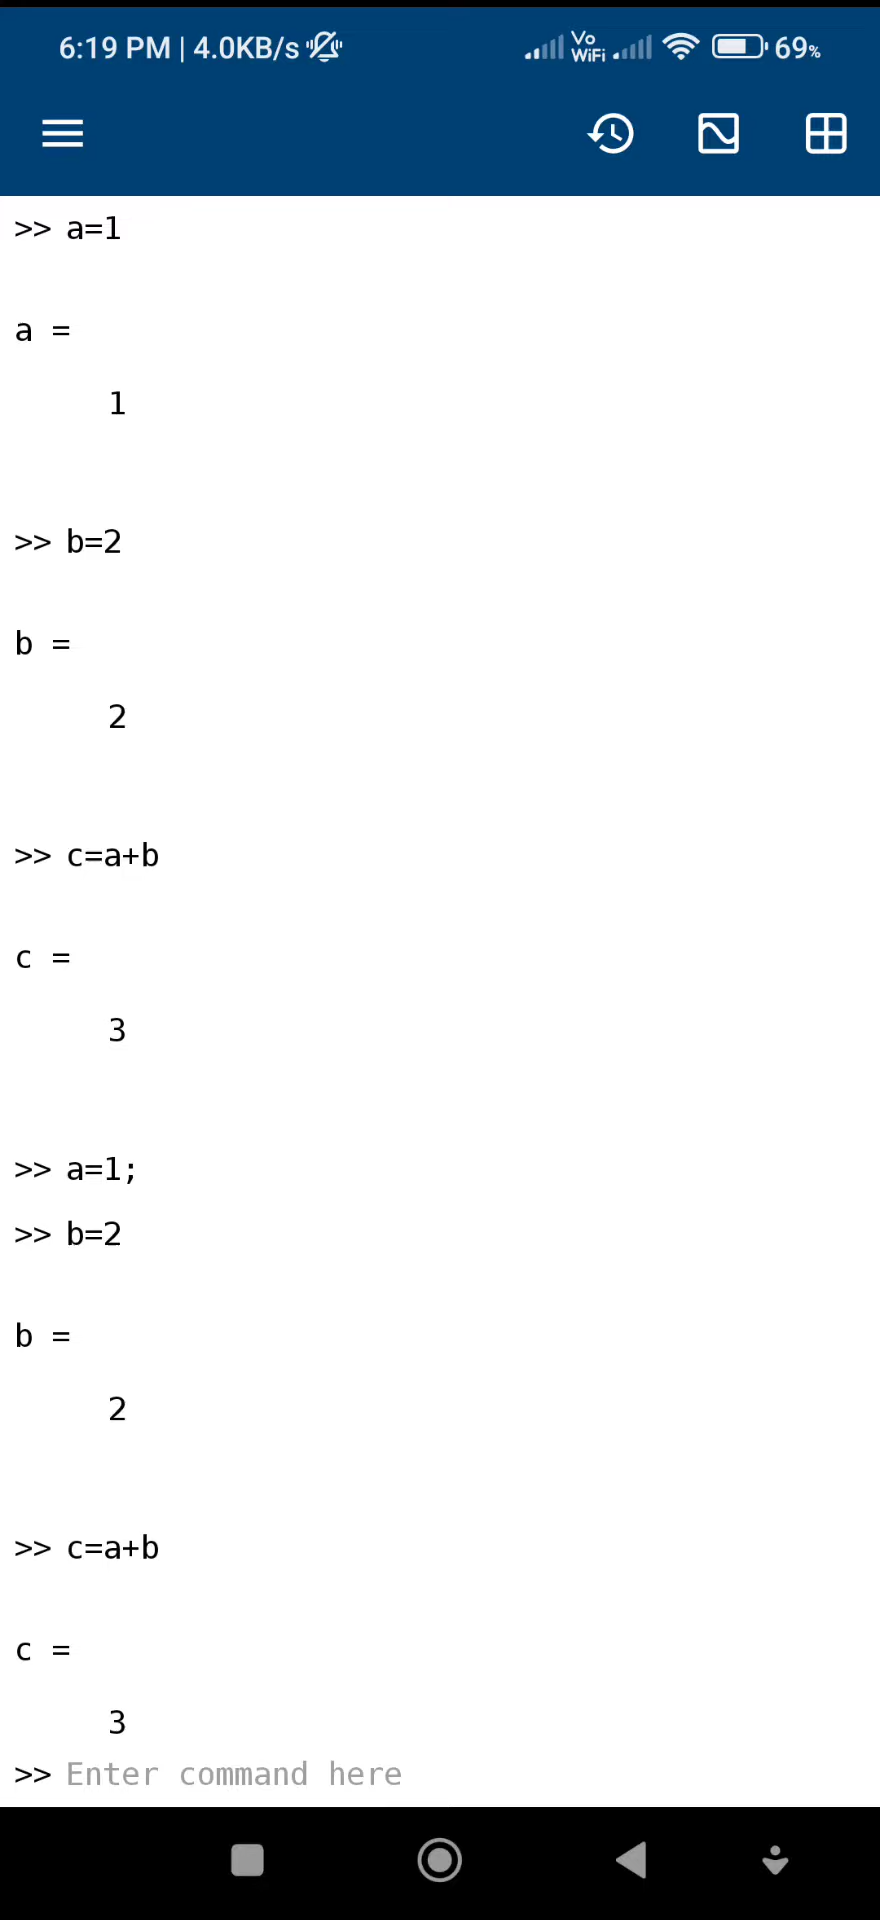 6:19 PM | 4.0KB/s Vo WiFi 69%
>> a=1
a =
1
>> b=2
b =
2
>> c=a+b
c =
3
>> a=1;
>> b=2
b =
2
>> c=a+b
c =
3
>> Enter command here